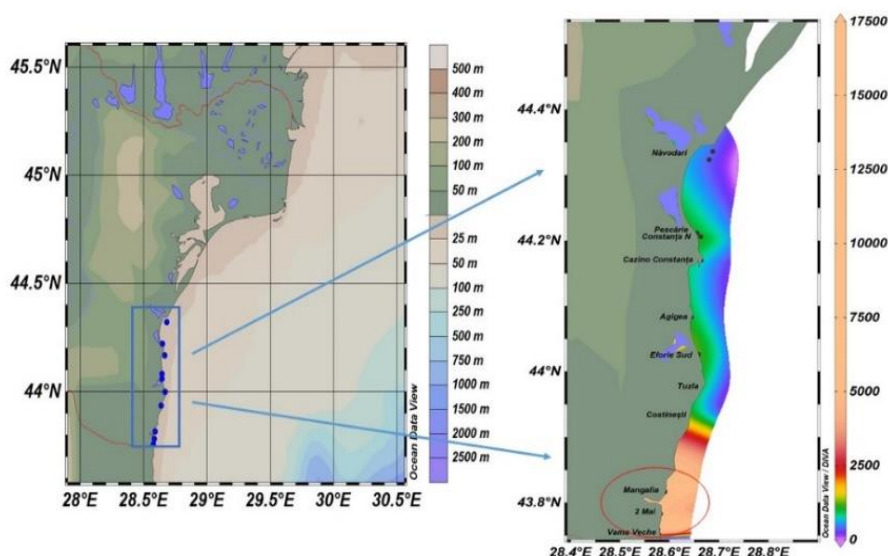 45.5°N
45°N
44.5°N
44°N
28°E 28.5°E 29°E 29.5°E 30°E 30.5°E
500 m
400 m
300 m
200 m
100 m
50 m
25 m
50 m
100 m
250 m
500 m
750 m
1000 m
1500 m
2000 m
2500 m
Ocean Data View
44.4°N
44.2°N
44°N
43.8°N
28.4°E 28.5°E 28.6°E 28.7°E 28.8°E
Năvodari
Pescărie
Constanța N
Cazino Constanța
Agigea
Eforie Sud
Tuzla
Costinești
Mangalia
2 Mai
Vama Veche
17500
15000
12500
10000
7500
5000
2500
0
Ocean Data View / DIVA